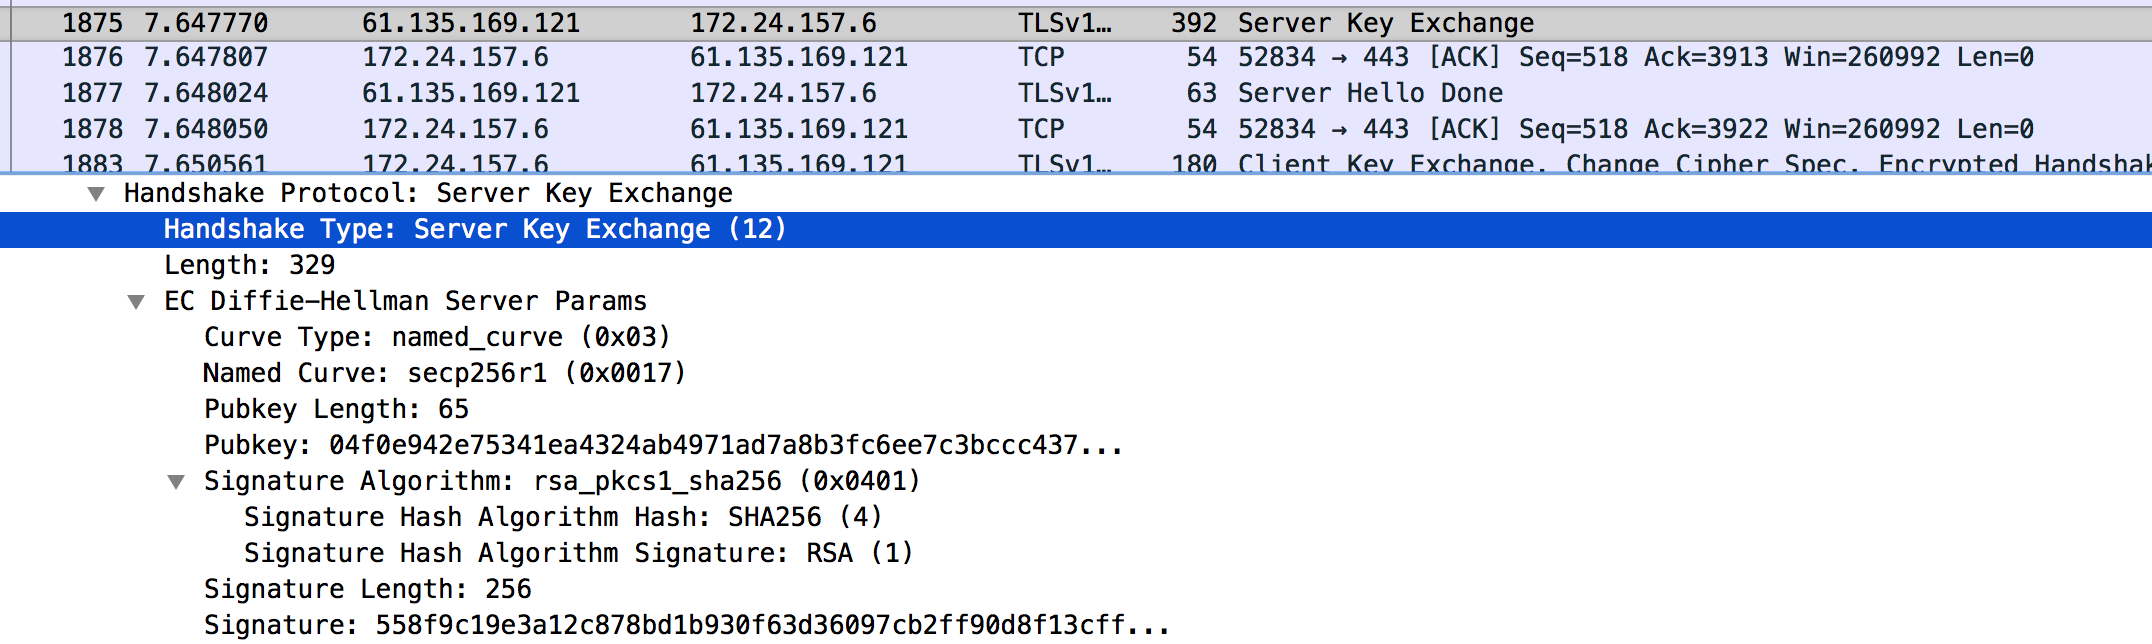 1875 7.647770 61.135.169.121 172.24.157.6 TLSv1… 392 Server Key Exchange
1876 7.647807 172.24.157.6 61.135.169.121 TCP 54 52834 → 443 [ACK] Seq=518 Ack=3913 Win=260992 Len=0
1877 7.648024 61.135.169.121 172.24.157.6 TLSv1… 63 Server Hello Done
1878 7.648050 172.24.157.6 61.135.169.121 TCP 54 52834 → 443 [ACK] Seq=518 Ack=3922 Win=260992 Len=0
1883 7.650561 172.24.157.6 61.135.169.121 TLSv1… 180 Client Key Exchange, Change Cipher Spec, Encrypted Handshak
Handshake Protocol: Server Key Exchange
Handshake Type: Server Key Exchange (12)
Length: 329
EC Diffie–Hellman Server Params
Curve Type: named_curve (0x03)
Named Curve: secp256r1 (0x0017)
Pubkey Length: 65
Pubkey: 04f0e942e75341ea4324ab4971ad7a8b3fc6ee7c3bccc437...
Signature Algorithm: rsa_pkcs1_sha256 (0x0401)
Signature Hash Algorithm Hash: SHA256 (4)
Signature Hash Algorithm Signature: RSA (1)
Signature Length: 256
Signature: 558f9c19e3a12c878bd1b930f63d36097cb2ff90d8f13cff...